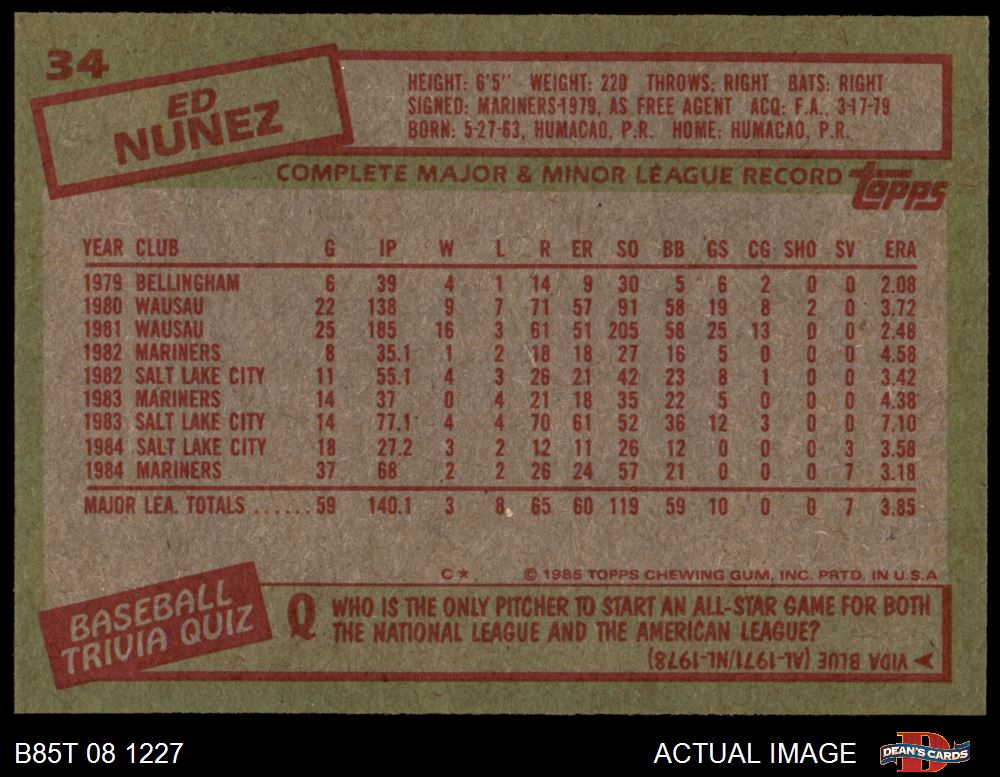 34
ED
NUNEZ
HEIGHT: 6'5" WEIGHT: 220 THROWS: RIGHT BATS: RIGHT
SIGNED: MARINERS-1979, AS FREE AGENT ACQ: F.A., 3-17-79
BORN: 5-27-63, HUMACAO, P.R. HOME: HUMACAO, P.R.
COMPLETE MAJOR & MINOR LEAGUE RECORD topps
YEAR CLUB G IP W L R ER SO BB GS CG SHO SV ERA
1979 BELLINGHAM 6 39 4 1 14 9 30 5 6 2 0 0 2.08
1980 WAUSAU 22 138 9 7 71 57 91 58 19 8 2 0 3.72
1981 WAUSAU 25 185 16 3 61 51 205 58 25 13 0 0 2.48
1982 MARINERS 8 35.1 1 2 18 18 27 16 5 0 0 0 4.58
1982 SALT LAKE CITY 11 55.1 4 3 26 21 42 23 8 1 0 0 3.42
1983 MARINERS 14 37 0 4 21 18 35 22 5 0 0 0 4.38
1983 SALT LAKE CITY 14 77.1 4 4 70 61 52 36 12 3 0 0 7.10
1984 SALT LAKE CITY 18 27.2 3 2 12 11 26 12 0 0 0 3 3.58
1984 MARINERS 37 68 2 2 26 24 57 21 0 0 0 7 3.18
MAJOR LEA. TOTALS ...... 59 140.1 3 8 65 60 119 59 10 0 0 7 3.85
C* © 1985 TOPPS CHEWING GUM, INC. PRTD. IN U.S.A
BASEBALL
TRIVIA QUIZ
Q WHO IS THE ONLY PITCHER TO START AN ALL-STAR GAME FOR BOTH
THE NATIONAL LEAGUE AND THE AMERICAN LEAGUE?
VIDA BLUE (AL-1971/NL-1978)
B85T 08 1227 ACTUAL IMAGE D DEAN'S CARDS